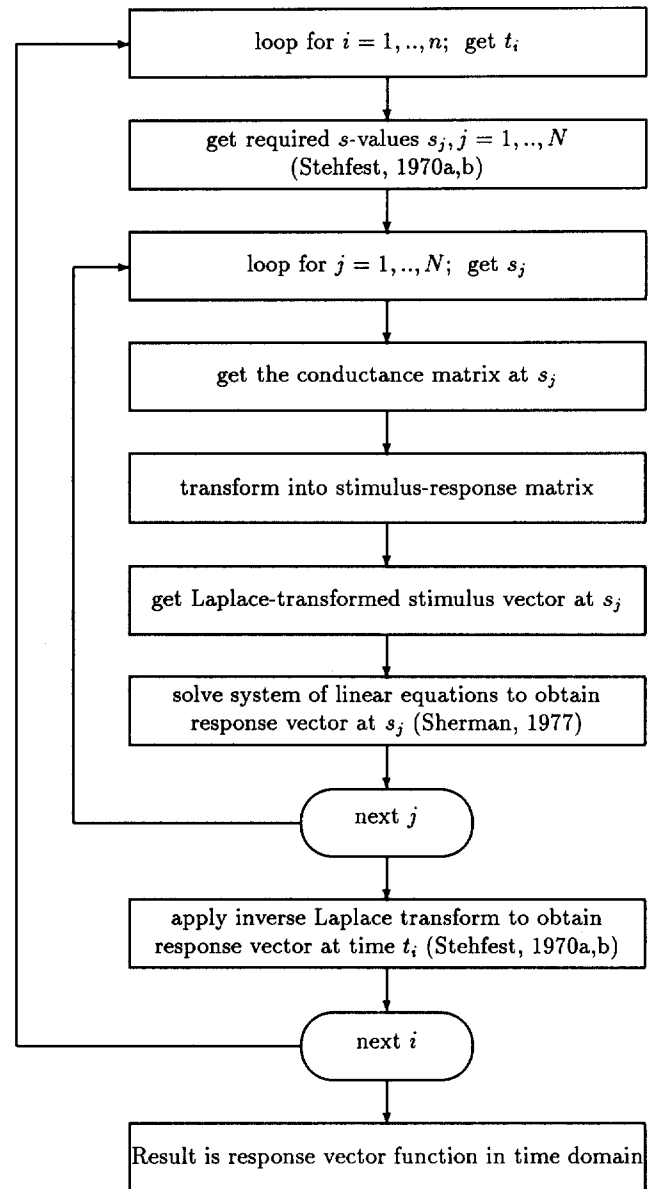 loop for i = 1, .., n; get t_i
get required s-values s_j, j = 1, .., N
(Stehfest, 1970a,b)
loop for j = 1, .., N; get s_j
get the conductance matrix at s_j
transform into stimulus-response matrix
get Laplace-transformed stimulus vector at s_j
solve system of linear equations to obtain
response vector at s_j (Sherman, 1977)
next j
apply inverse Laplace transform to obtain
response vector at time t_i (Stehfest, 1970a,b)
next i
Result is response vector function in time domain